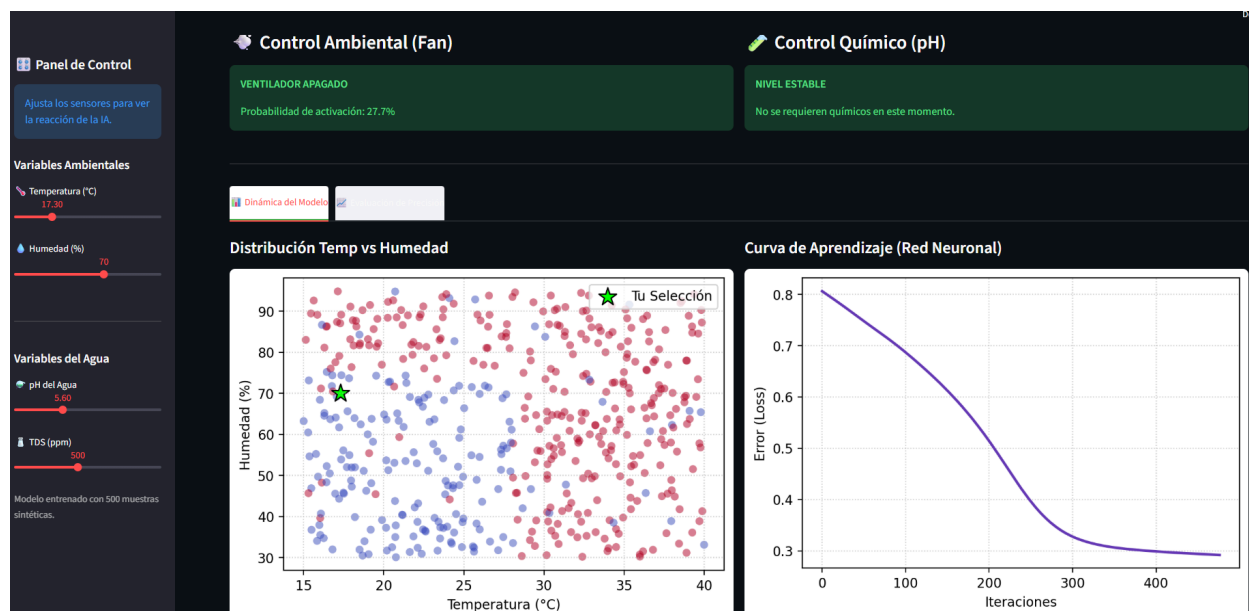 Panel de Control
Ajusta los sensores para ver
la reacción de la IA.
Variables Ambientales
Temperatura (°C)
17.30
Humedad (%)
70
Variables del Agua
pH del Agua
5.60
TDS (ppm)
500
Modelo entrenado con 500 muestras
sintéticas.
Control Ambiental (Fan)
VENTILADOR APAGADO
Probabilidad de activación: 27.7%
Control Químico (pH)
NIVEL ESTABLE
No se requieren químicos en este momento.
Dinámica del Modelo
Distribución Temp vs Humedad
Tu Selección
Humedad (%)
90
80
70
60
50
40
30
15 20 25 30 35 40
Temperatura (°C)
Curva de Aprendizaje (Red Neuronal)
Error (Loss)
0.8
0.7
0.6
0.5
0.4
0.3
0 100 200 300 400
Iteraciones